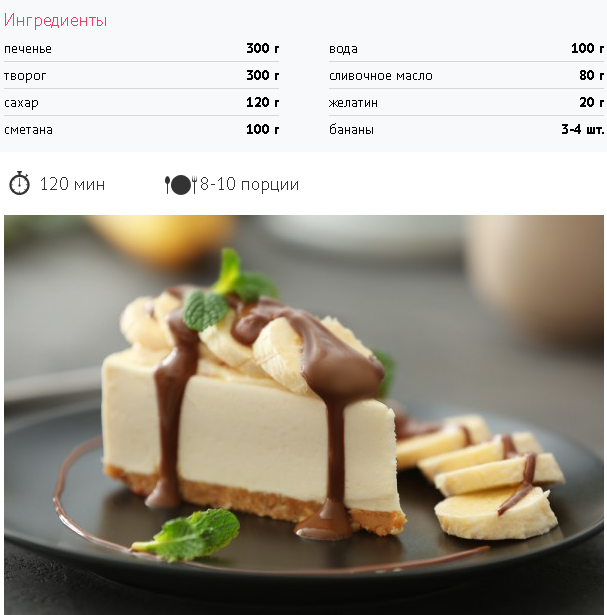 Ингредиенты
печенье 300 г
творог 300 г
сахар 120 г
сметана 100 г
вода 100 г
сливочное масло 80 г
желатин 20 г
бананы 3-4 шт.
120 мин
8-10 порции